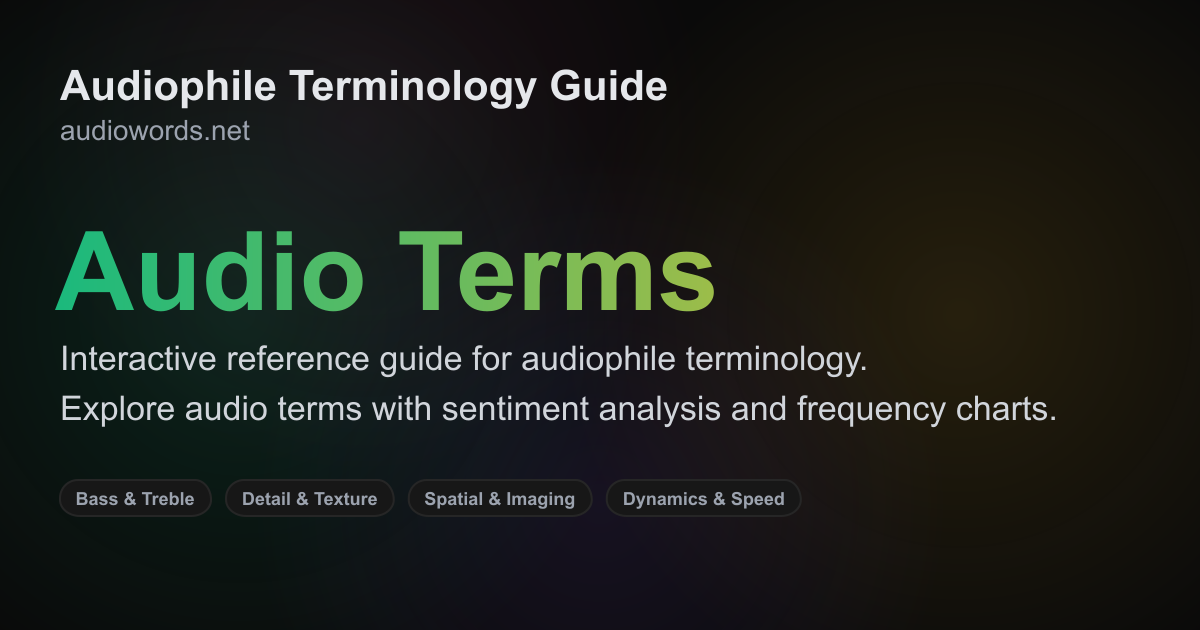 Audiophile Terminology Guide
audiowords.net
Audio Terms
Interactive reference guide for audiophile terminology.
Explore audio terms with sentiment analysis and frequency charts.
Bass & Treble
Detail & Texture
Spatial & Imaging
Dynamics & Speed